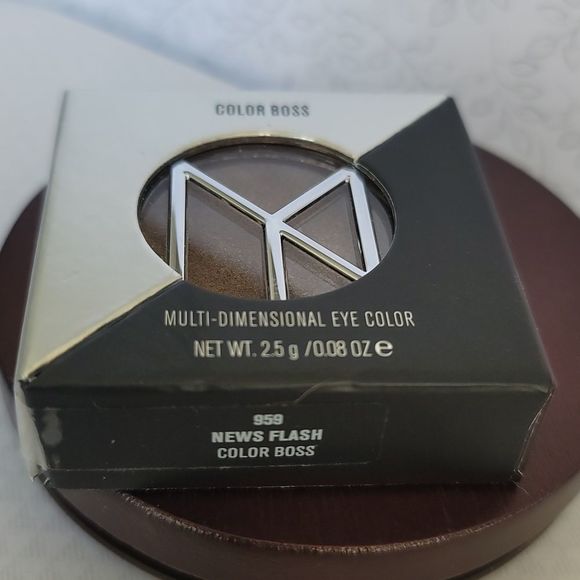 COLOR BOSS
MULTI-DIMENSIONAL EYE COLOR
NET WT. 2.5 g /0.08 OZ ℮
959
NEWS FLASH
COLOR BOSS